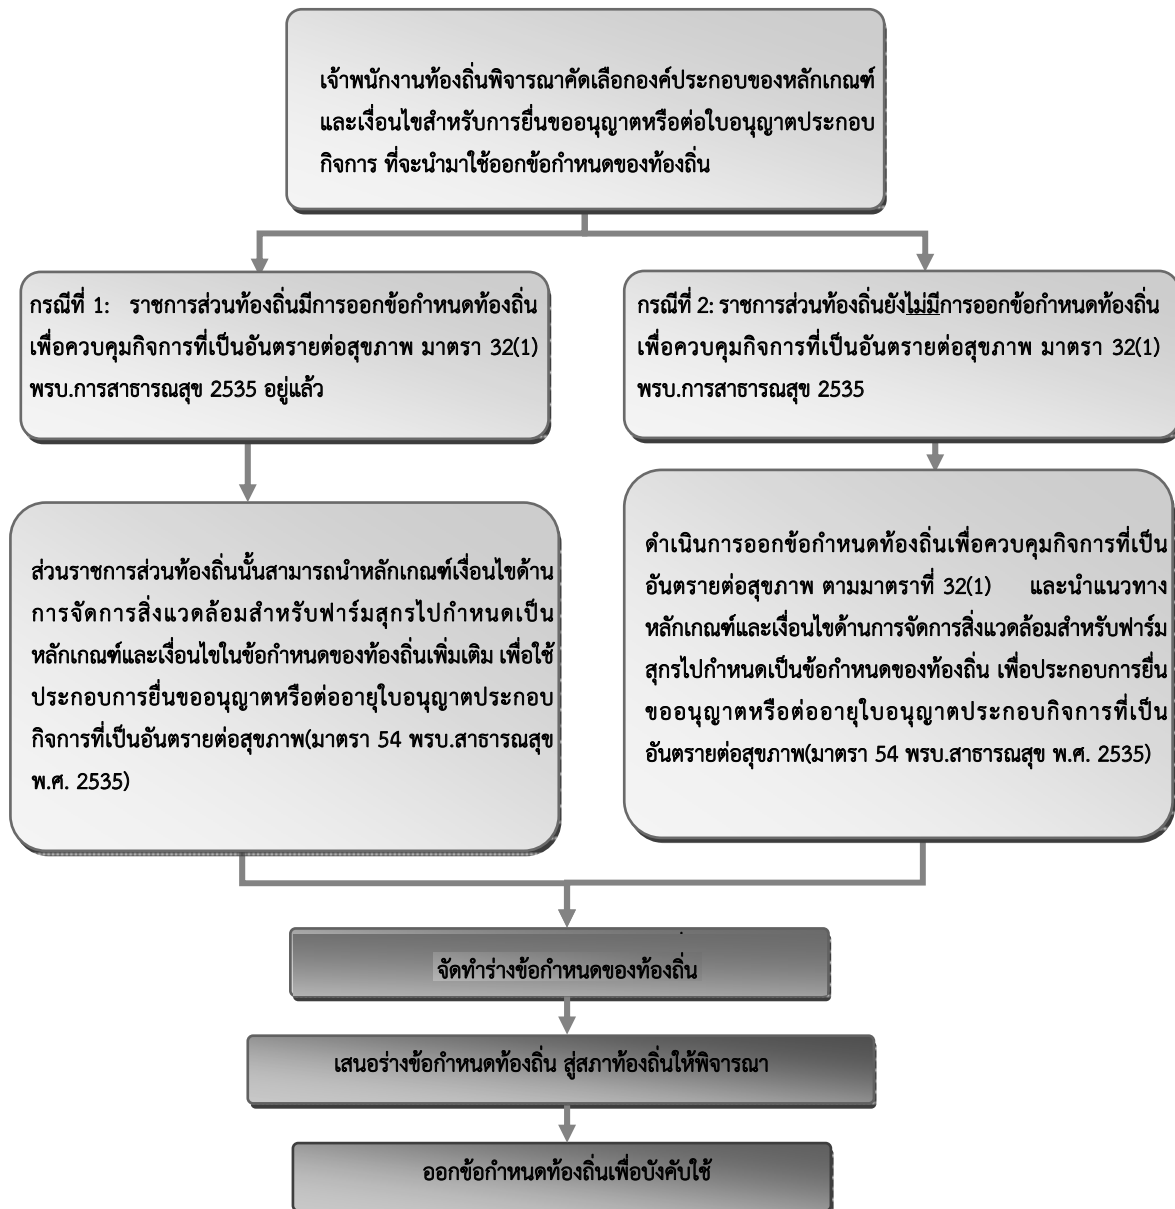 เจ้าพนักงานท้องถิ่นพิจารณาคัดเลือกองค์ประกอบของหลักเกณฑ์
และเงื่อนไขสำหรับการยื่นขออนุญาตหรือต่อใบอนุญาตประกอบ
กิจการ ที่จะนำมาใช้ออกข้อกำหนดของท้องถิ่น
กรณีที่ 1: ราชการส่วนท้องถิ่นมีการออกข้อกำหนดท้องถิ่น
เพื่อควบคุมกิจการที่เป็นอันตรายต่อสุขภาพ มาตรา 32(1)
พรบ.การสาธารณสุข 2535 อยู่แล้ว
กรณีที่ 2: ราชการส่วนท้องถิ่นยังไม่มีการออกข้อกำหนดท้องถิ่น
เพื่อควบคุมกิจการที่เป็นอันตรายต่อสุขภาพ มาตรา 32(1)
พรบ.การสาธารณสุข 2535
ส่วนราชการส่วนท้องถิ่นนั้นสามารถนำหลักเกณฑ์เงื่อนไขด้าน
การจัดการสิ่งแวดล้อมสำหรับฟาร์มสุกรไปกำหนดเป็น
หลักเกณฑ์และเงื่อนไขในข้อกำหนดของท้องถิ่นเพิ่มเติม เพื่อใช้
ประกอบการยื่นขออนุญาตหรือต่ออายุใบอนุญาตประกอบ
กิจการที่เป็นอันตรายต่อสุขภาพ(มาตรา 54 พรบ.สาธารณสุข
พ.ศ. 2535)
ดำเนินการออกข้อกำหนดท้องถิ่นเพื่อควบคุมกิจการที่เป็น
อันตรายต่อสุขภาพ ตามมาตราที่ 32(1) และนำแนวทาง
หลักเกณฑ์และเงื่อนไขด้านการจัดการสิ่งแวดล้อมสำหรับฟาร์ม
สุกรไปกำหนดเป็นข้อกำหนดของท้องถิ่น เพื่อประกอบการยื่น
ขออนุญาตหรือต่ออายุใบอนุญาตประกอบกิจการที่เป็น
อันตรายต่อสุขภาพ(มาตรา 54 พรบ.สาธารณสุข พ.ศ. 2535)
จัดทำร่างข้อกำหนดของท้องถิ่น
เสนอร่างข้อกำหนดท้องถิ่น สู่สภาท้องถิ่นให้พิจารณา
ออกข้อกำหนดท้องถิ่นเพื่อบังคับใช้